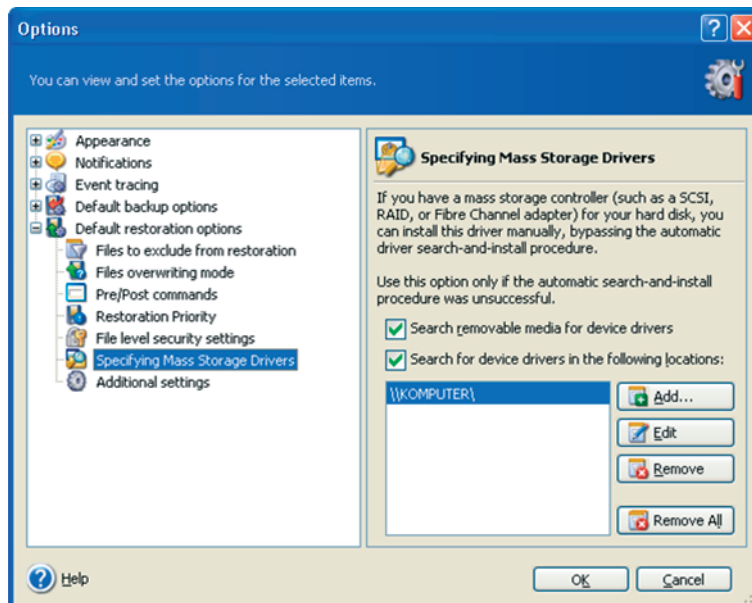 Options
You can view and set the options for the selected items.
Appearance
Notifications
Event tracing
Default backup options
Default restoration options
Files to exclude from restoration
Files overwriting mode
Pre/Post commands
Restoration Priority
File level security settings
Specifying Mass Storage Drivers
Additional settings
Specifying Mass Storage Drivers
If you have a mass storage controller (such as a SCSI,
RAID, or Fibre Channel adapter) for your hard disk, you
can install this driver manually, bypassing the automatic
driver search-and-install procedure.
Use this option only if the automatic search-and-install
procedure was unsuccessful.
Search removable media for device drivers
Search for device drivers in the following locations:
\\KOMPUTER\
Add...
Edit
Remove
Remove All
Help
OK
Cancel